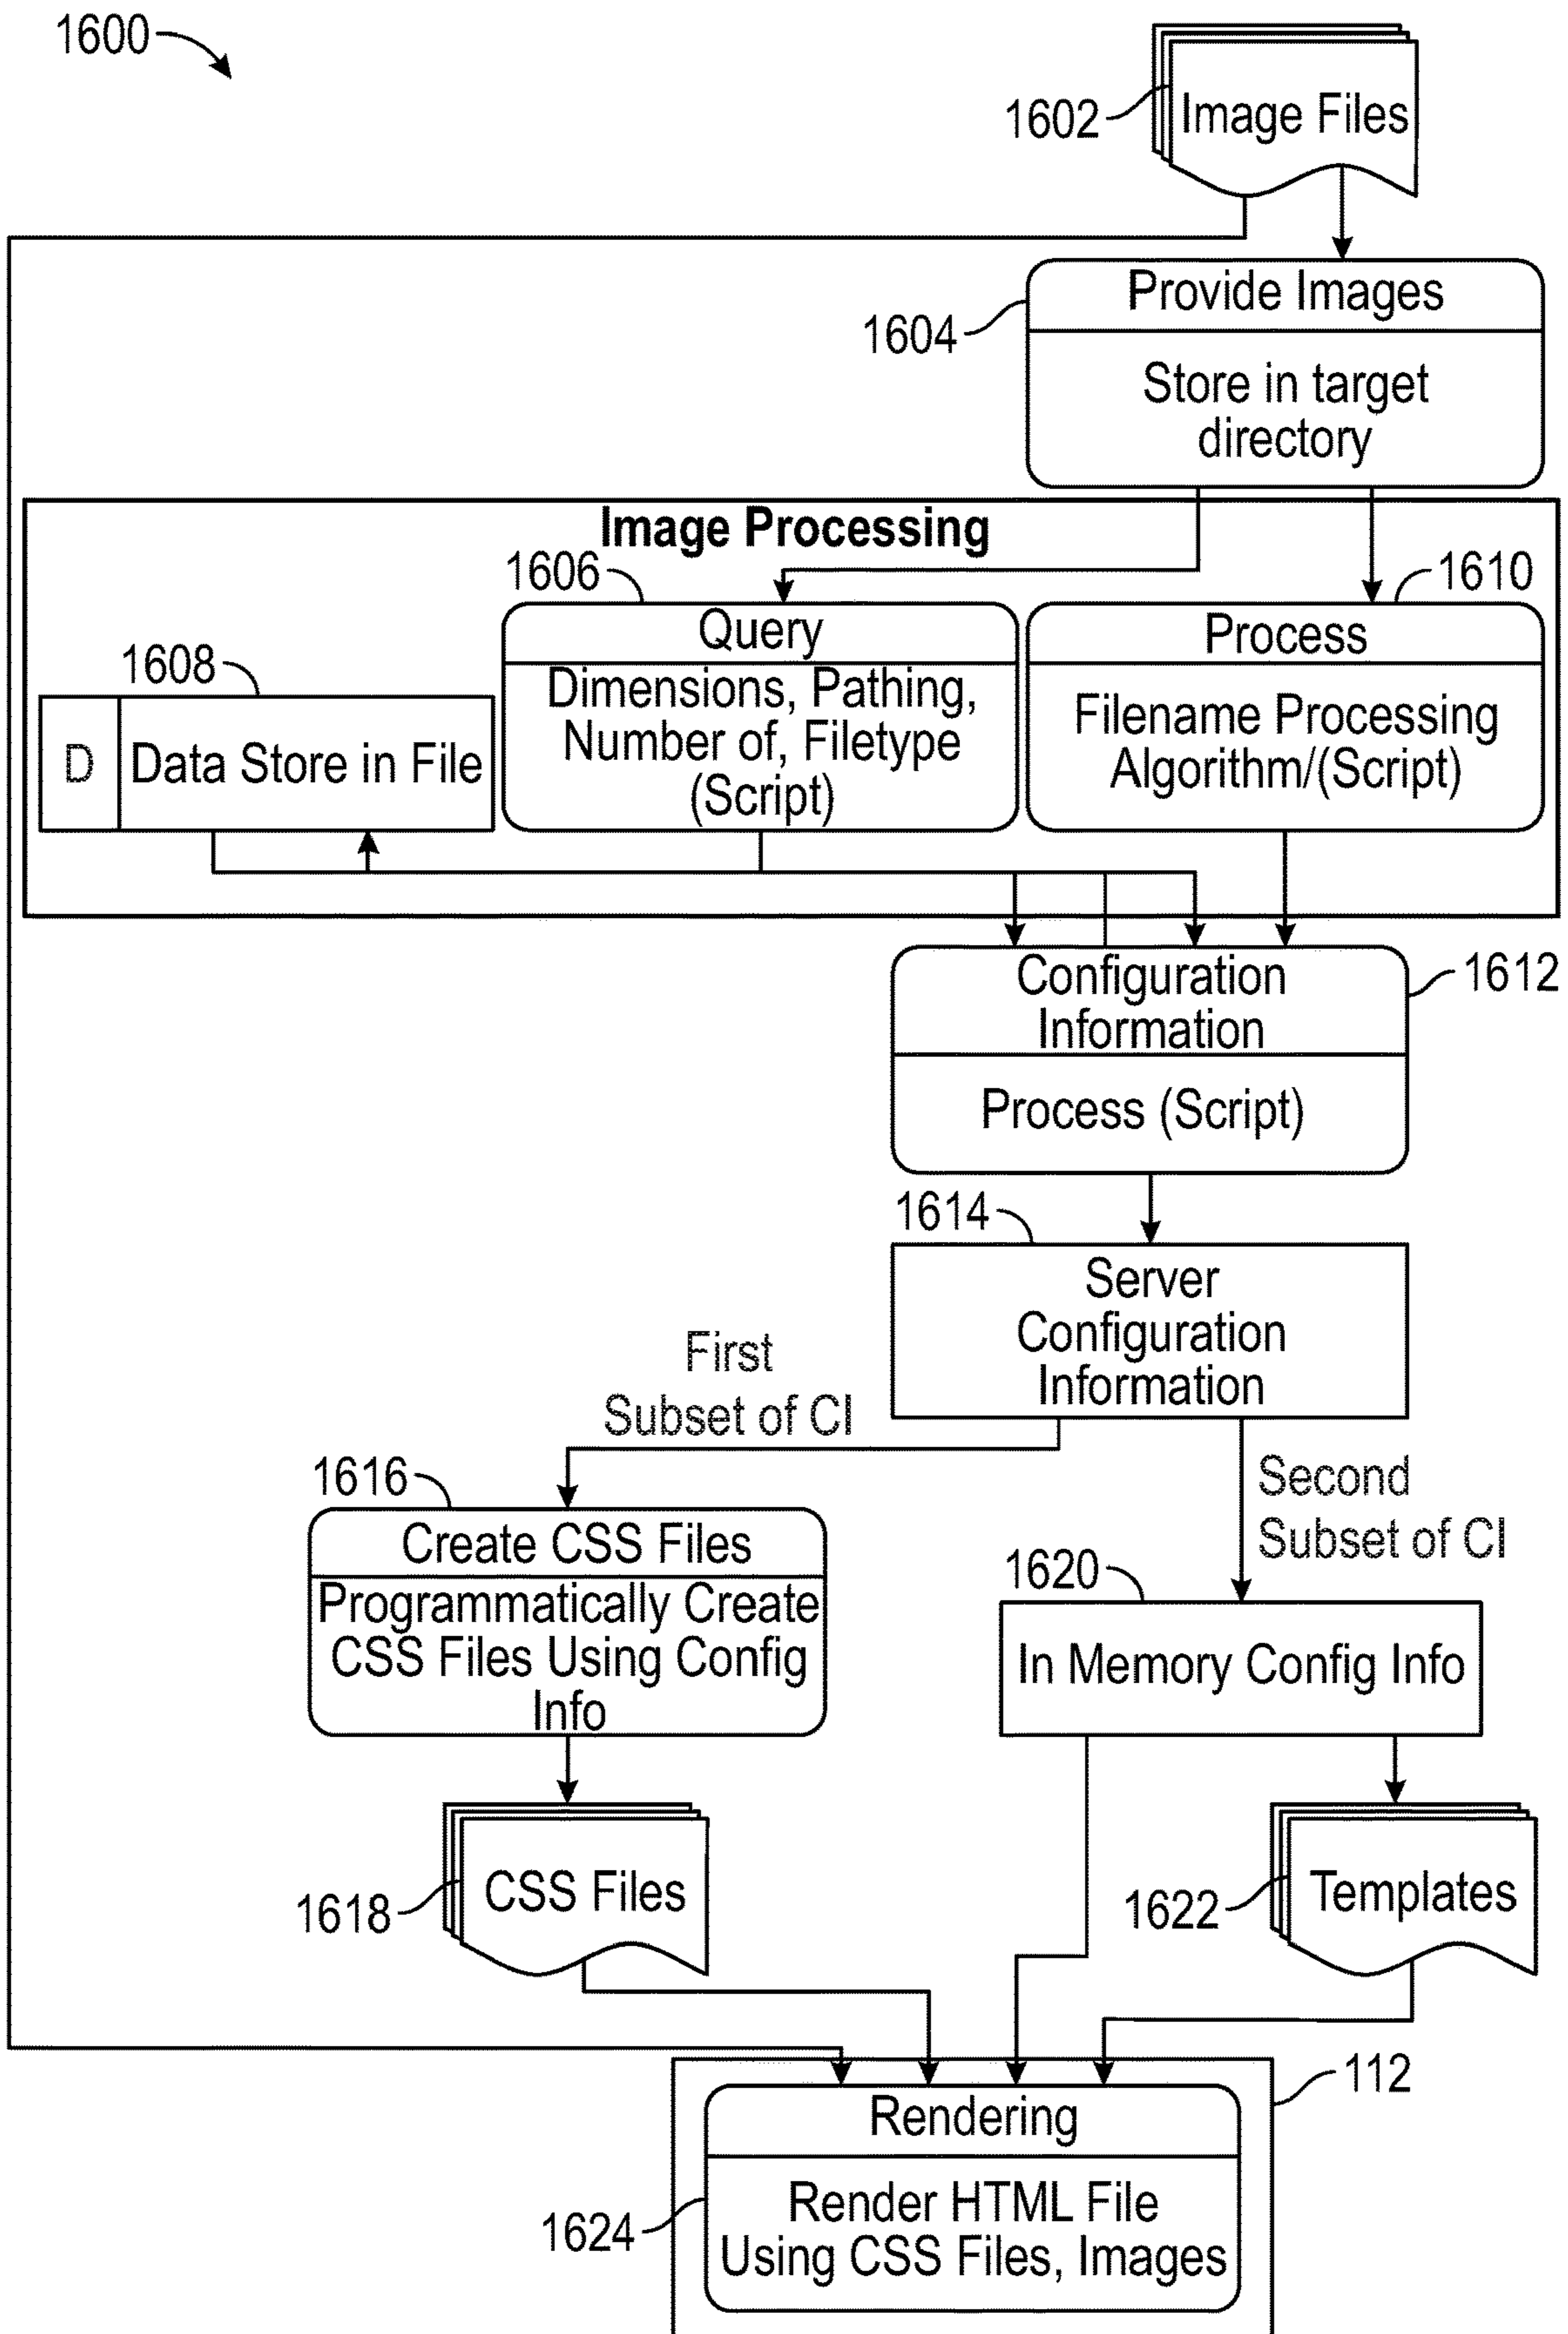 1600
1602
Image Files
Provide Images
1604
Store in target
directory
Image Processing
1606
1610
Query
Process
1608
Dimensions, Pathing,
Number of, Filetype
(Script)
Filename Processing
Algorithm/(Script)
D
Data Store in File
Configuration
Information
1612
Process (Script)
1614
Server
Configuration
Information
First
Subset of CI
Second
Subset of CI
1616
Create CSS Files
Programmatically Create
CSS Files Using Config
Info
1620
In Memory Config Info
1618
CSS Files
1622
Templates
112
Rendering
1624
Render HTML File
Using CSS Files, Images